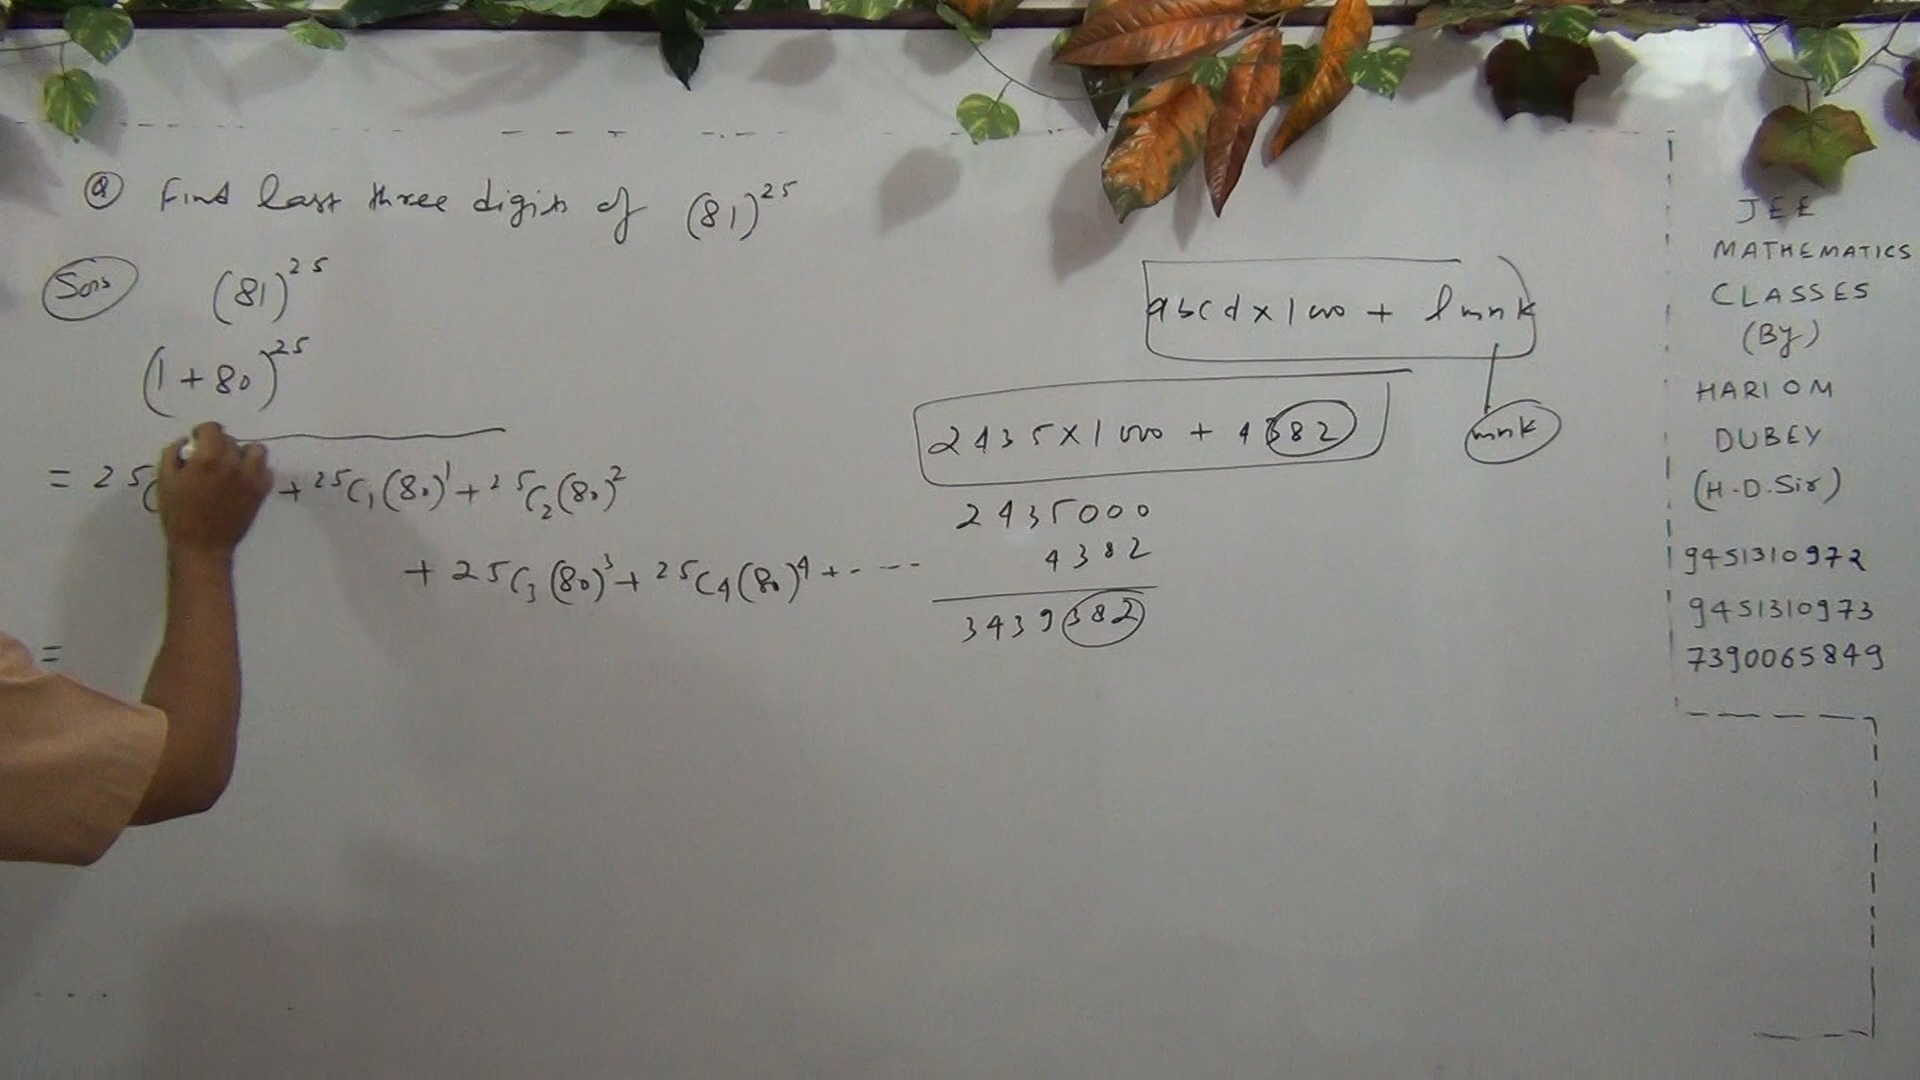 Q Find last three digits of (81)^25
Soln (81)^25
(1+80)^25
= 25C + 25C1(80)^1 + 25C2(80)^2
+ 25C3(80)^3 + 25C4(80)^4 + ----
=
abcd×1000 + lmnk
mnk
2435×1000 + 4382
2435000
4382
3439382
JEE
MATHEMATICS
CLASSES
(By)
HARIOM
DUBEY
(H.D.Sir)
9451310972
9451310973
7390065849